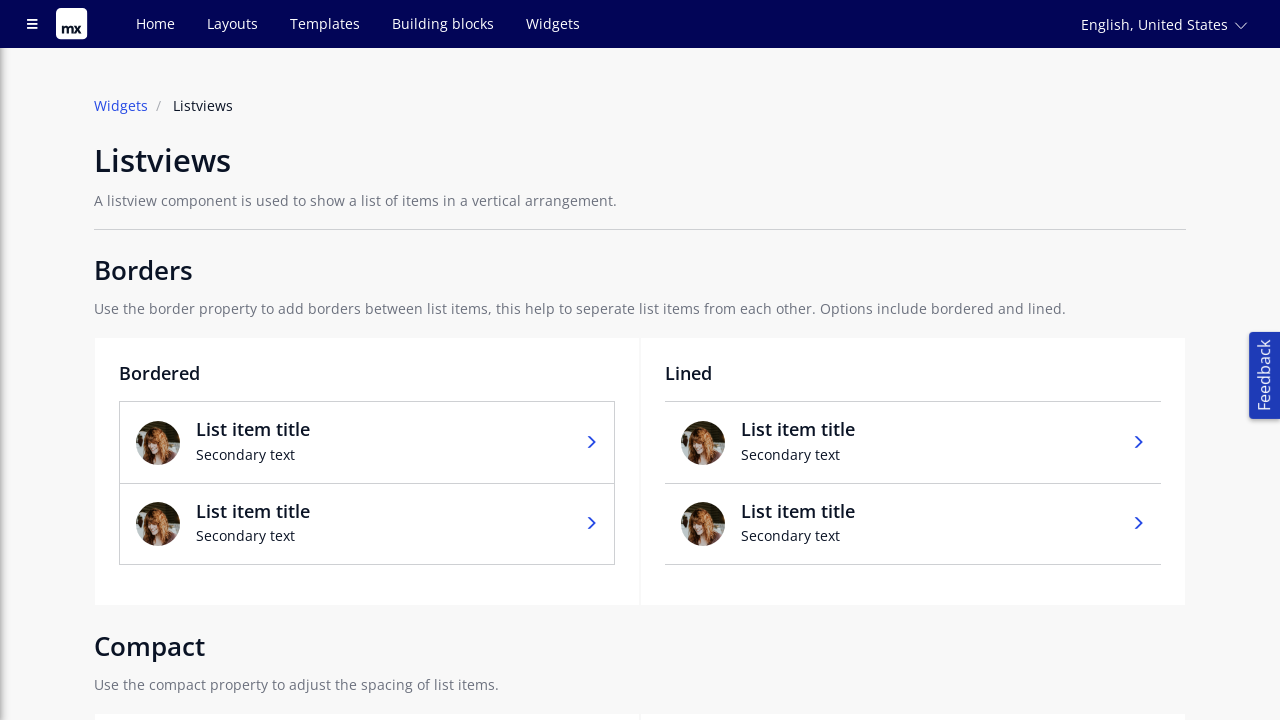 mx
Home
Layouts
Templates
Building blocks
Widgets
English, United States
Widgets / Listviews
Listviews
A listview component is used to show a list of items in a vertical arrangement.
Borders
Use the border property to add borders between list items, this help to seperate list items from each other. Options include bordered and lined.
Feedback
Bordered
List item title
Secondary text
List item title
Secondary text
Lined
List item title
Secondary text
List item title
Secondary text
Compact
Use the compact property to adjust the spacing of list items.